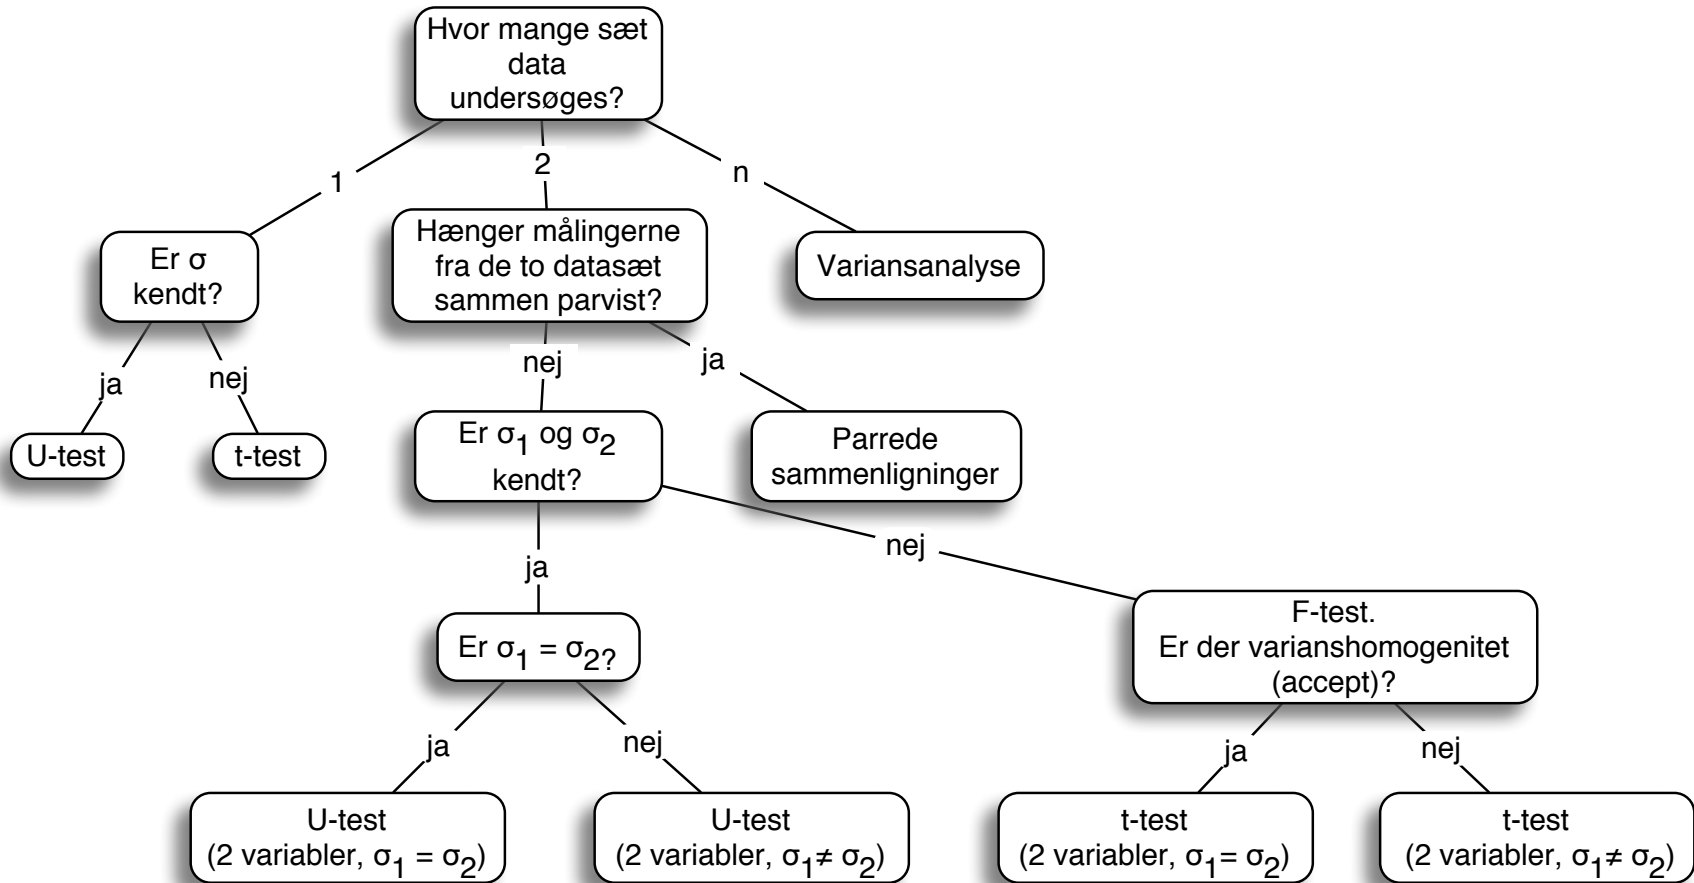 Hvor mange sæt
data
undersøges?
1
2
n
Er σ
kendt?
Hænger målingerne
fra de to datasæt
sammen parvist?
Variansanalyse
ja
nej
nej
ja
U-test
t-test
Er σ1 og σ2
kendt?
Parrede
sammenligninger
ja
nej
Er σ1 = σ2?
F-test.
Er der varianshomogenitet
(accept)?
ja
nej
ja
nej
U-test
(2 variabler, σ1 = σ2)
U-test
(2 variabler, σ1≠ σ2)
t-test
(2 variabler, σ1= σ2)
t-test
(2 variabler, σ1≠ σ2)